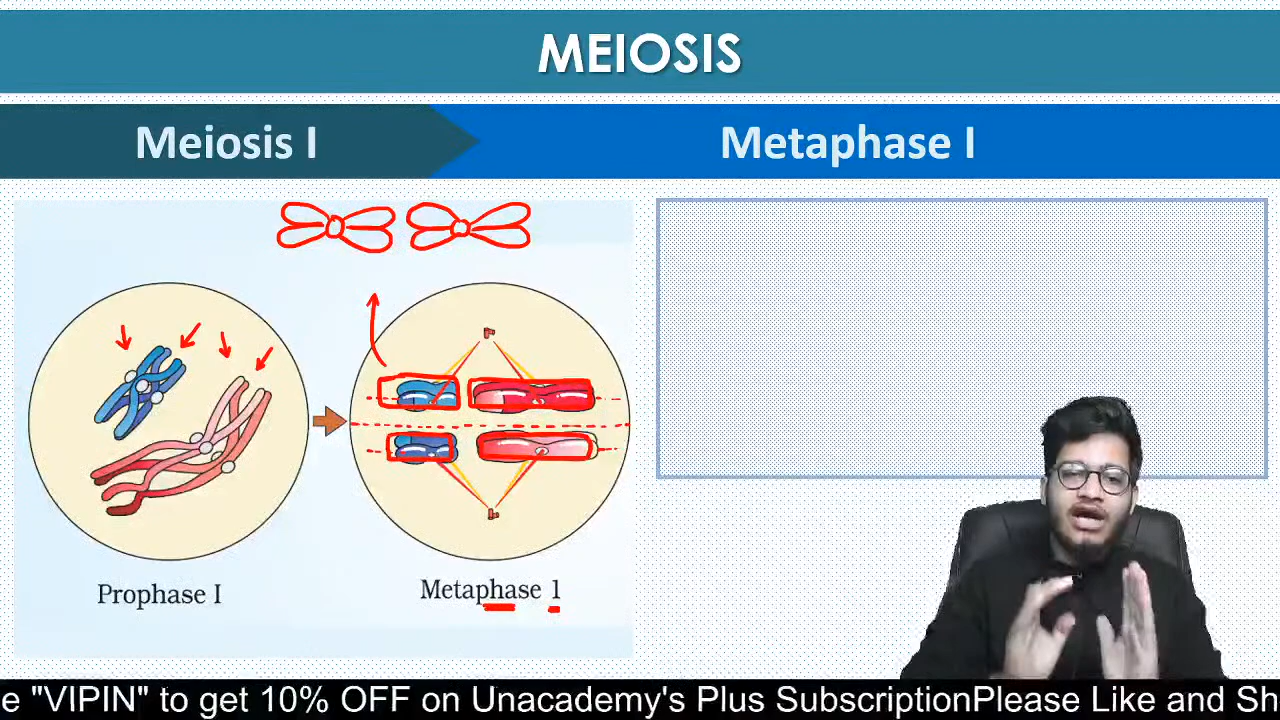 MEIOSIS
Meiosis I
Metaphase I
Prophase I
Metaphase 1
e "VIPIN" to get 10% OFF on Unacademy's Plus SubscriptionPlease Like and Sh